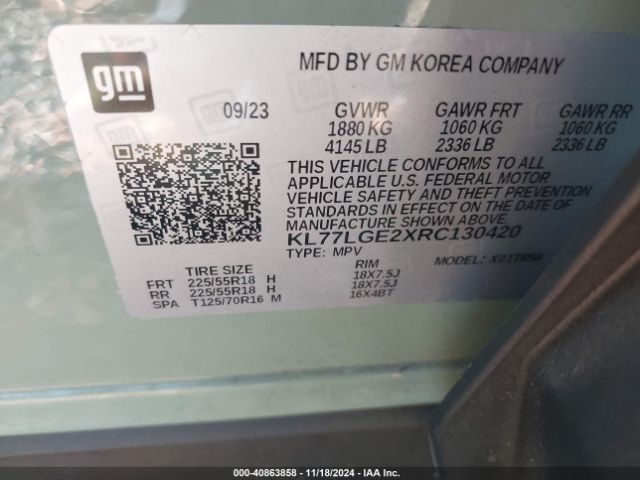 gm
MFD BY GM KOREA COMPANY
09/23 GVWR GAWR FRT GAWR RR
1880 KG 1060 KG 1060 KG
4145 LB 2336 LB 2336 LB
THIS VEHICLE CONFORMS TO ALL
APPLICABLE U.S. FEDERAL MOTOR
VEHICLE SAFETY AND THEFT PREVENTION
STANDARDS IN EFFECT ON THE DATE OF
MANUFACTURE SHOWN ABOVE.
KL77LGE2XRC130420
TYPE: MPV MODEL: X01TR58
TIRE SIZE RIM
FRT 225/55R18 H 18X7.5J
RR 225/55R18 H 18X7.5J
SPA T125/70R16 M 16X4BT
000-40863858 - 11/18/2024 - IAA Inc.